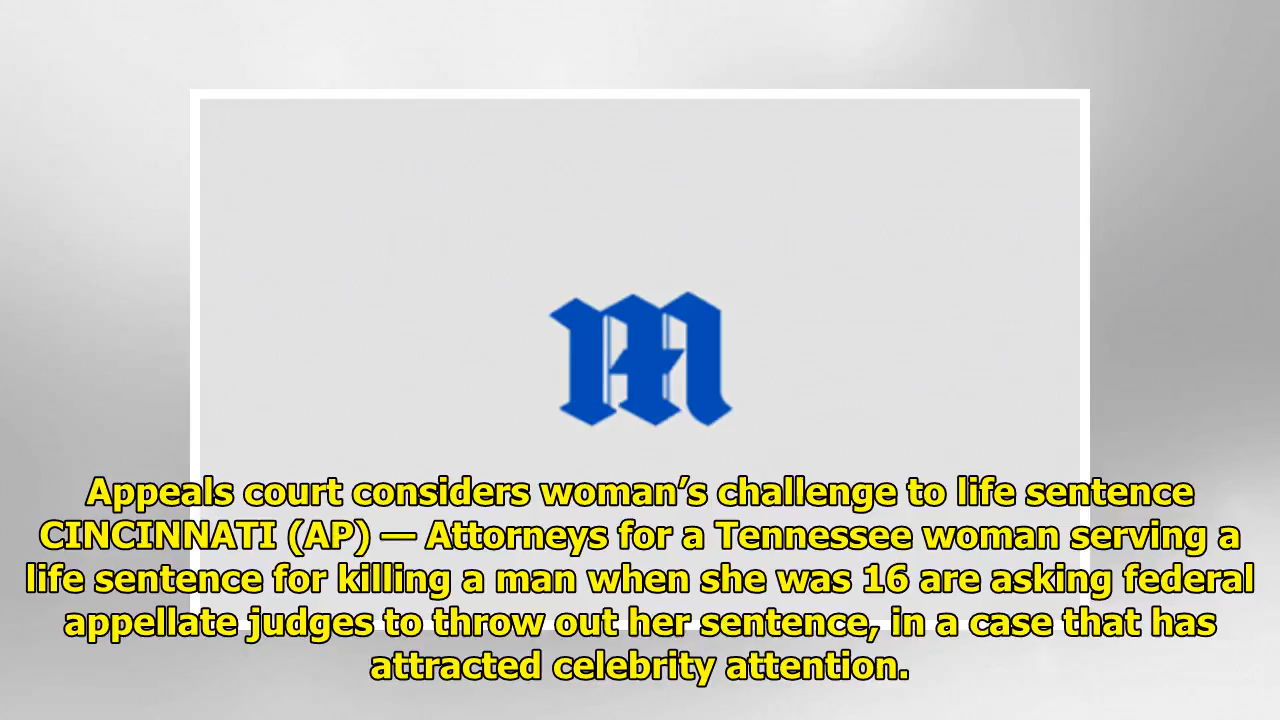 m
Appeals court considers woman’s challenge to life sentence
CINCINNATI (AP) — Attorneys for a Tennessee woman serving a
life sentence for killing a man when she was 16 are asking federal
appellate judges to throw out her sentence, in a case that has
attracted celebrity attention.